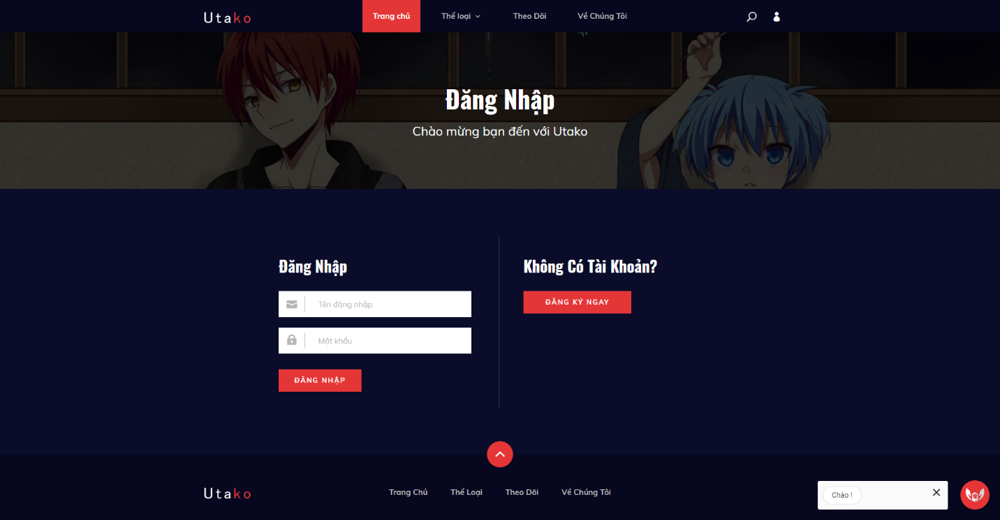 Utako
Trang chủ
Thể loại
Theo Dõi
Về Chúng Tôi
Đăng Nhập
Chào mừng bạn đến với Utako
Đăng Nhập
Tên đăng nhập
Mật khẩu
ĐĂNG NHẬP
Không Có Tài Khoản?
ĐĂNG KÝ NGAY
Utako
Trang Chủ
Thể Loại
Theo Dõi
Về Chúng Tôi
Chào !